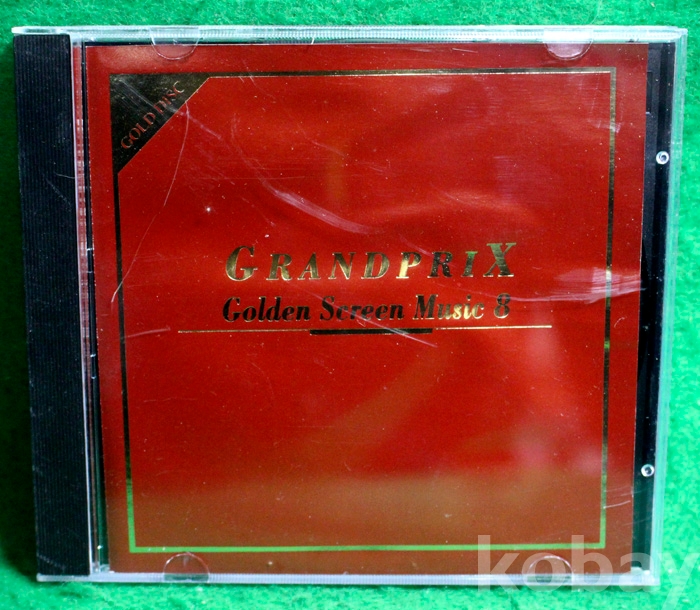 GOLD DISC
GRANDPRIX
Golden Screen Music 8
kobay